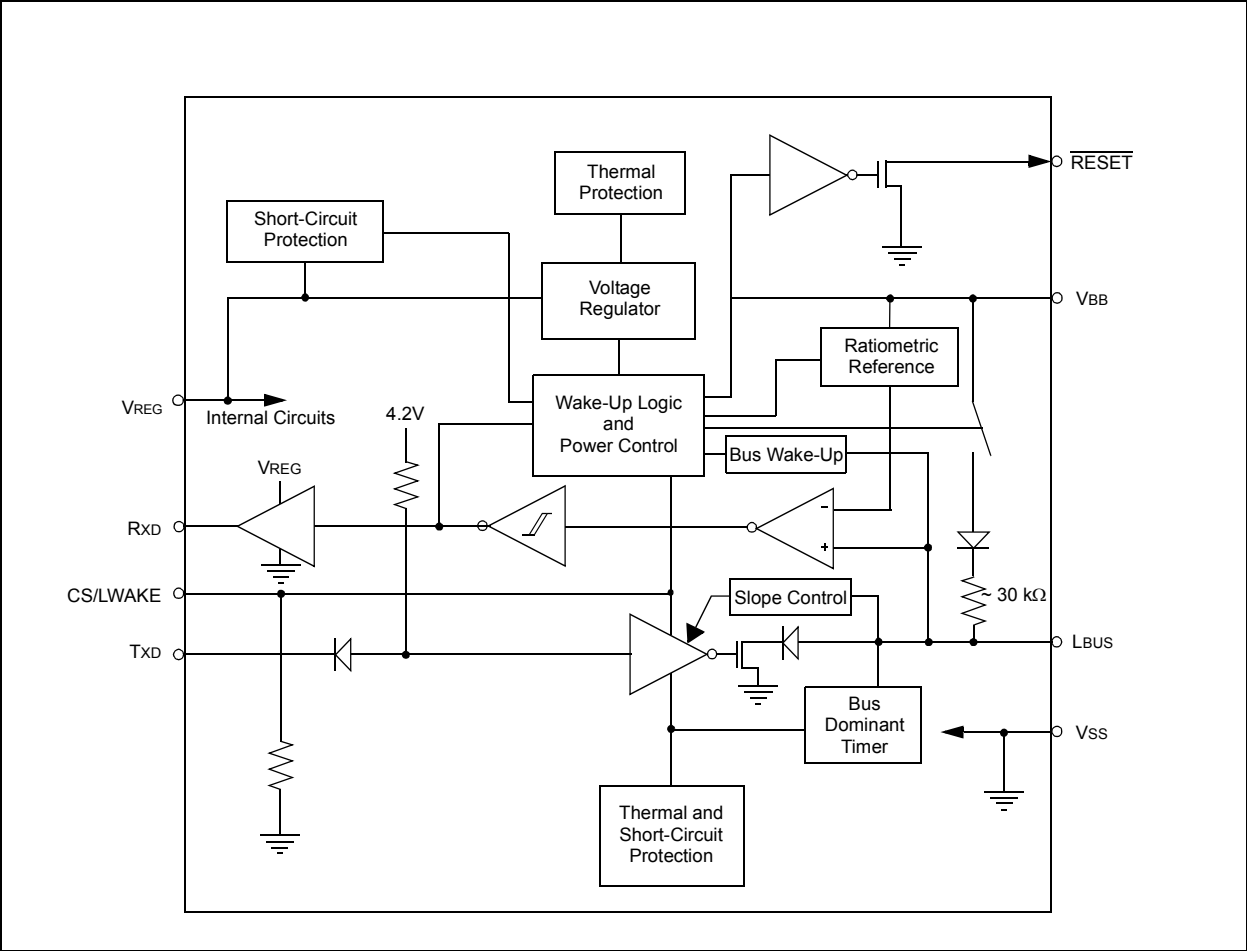 RESET
Thermal
Protection
Short-Circuit
Protection
Voltage
Regulator
VBB
Ratiometric
Reference
VREG
Internal Circuits
4.2V
Wake-Up Logic
and
Power Control
Bus Wake-Up
VREG
RXD
-
+
CS/LWAKE
Slope Control
~ 30 kΩ
TXD
LBUS
Bus
Dominant
Timer
VSS
Thermal and
Short-Circuit
Protection